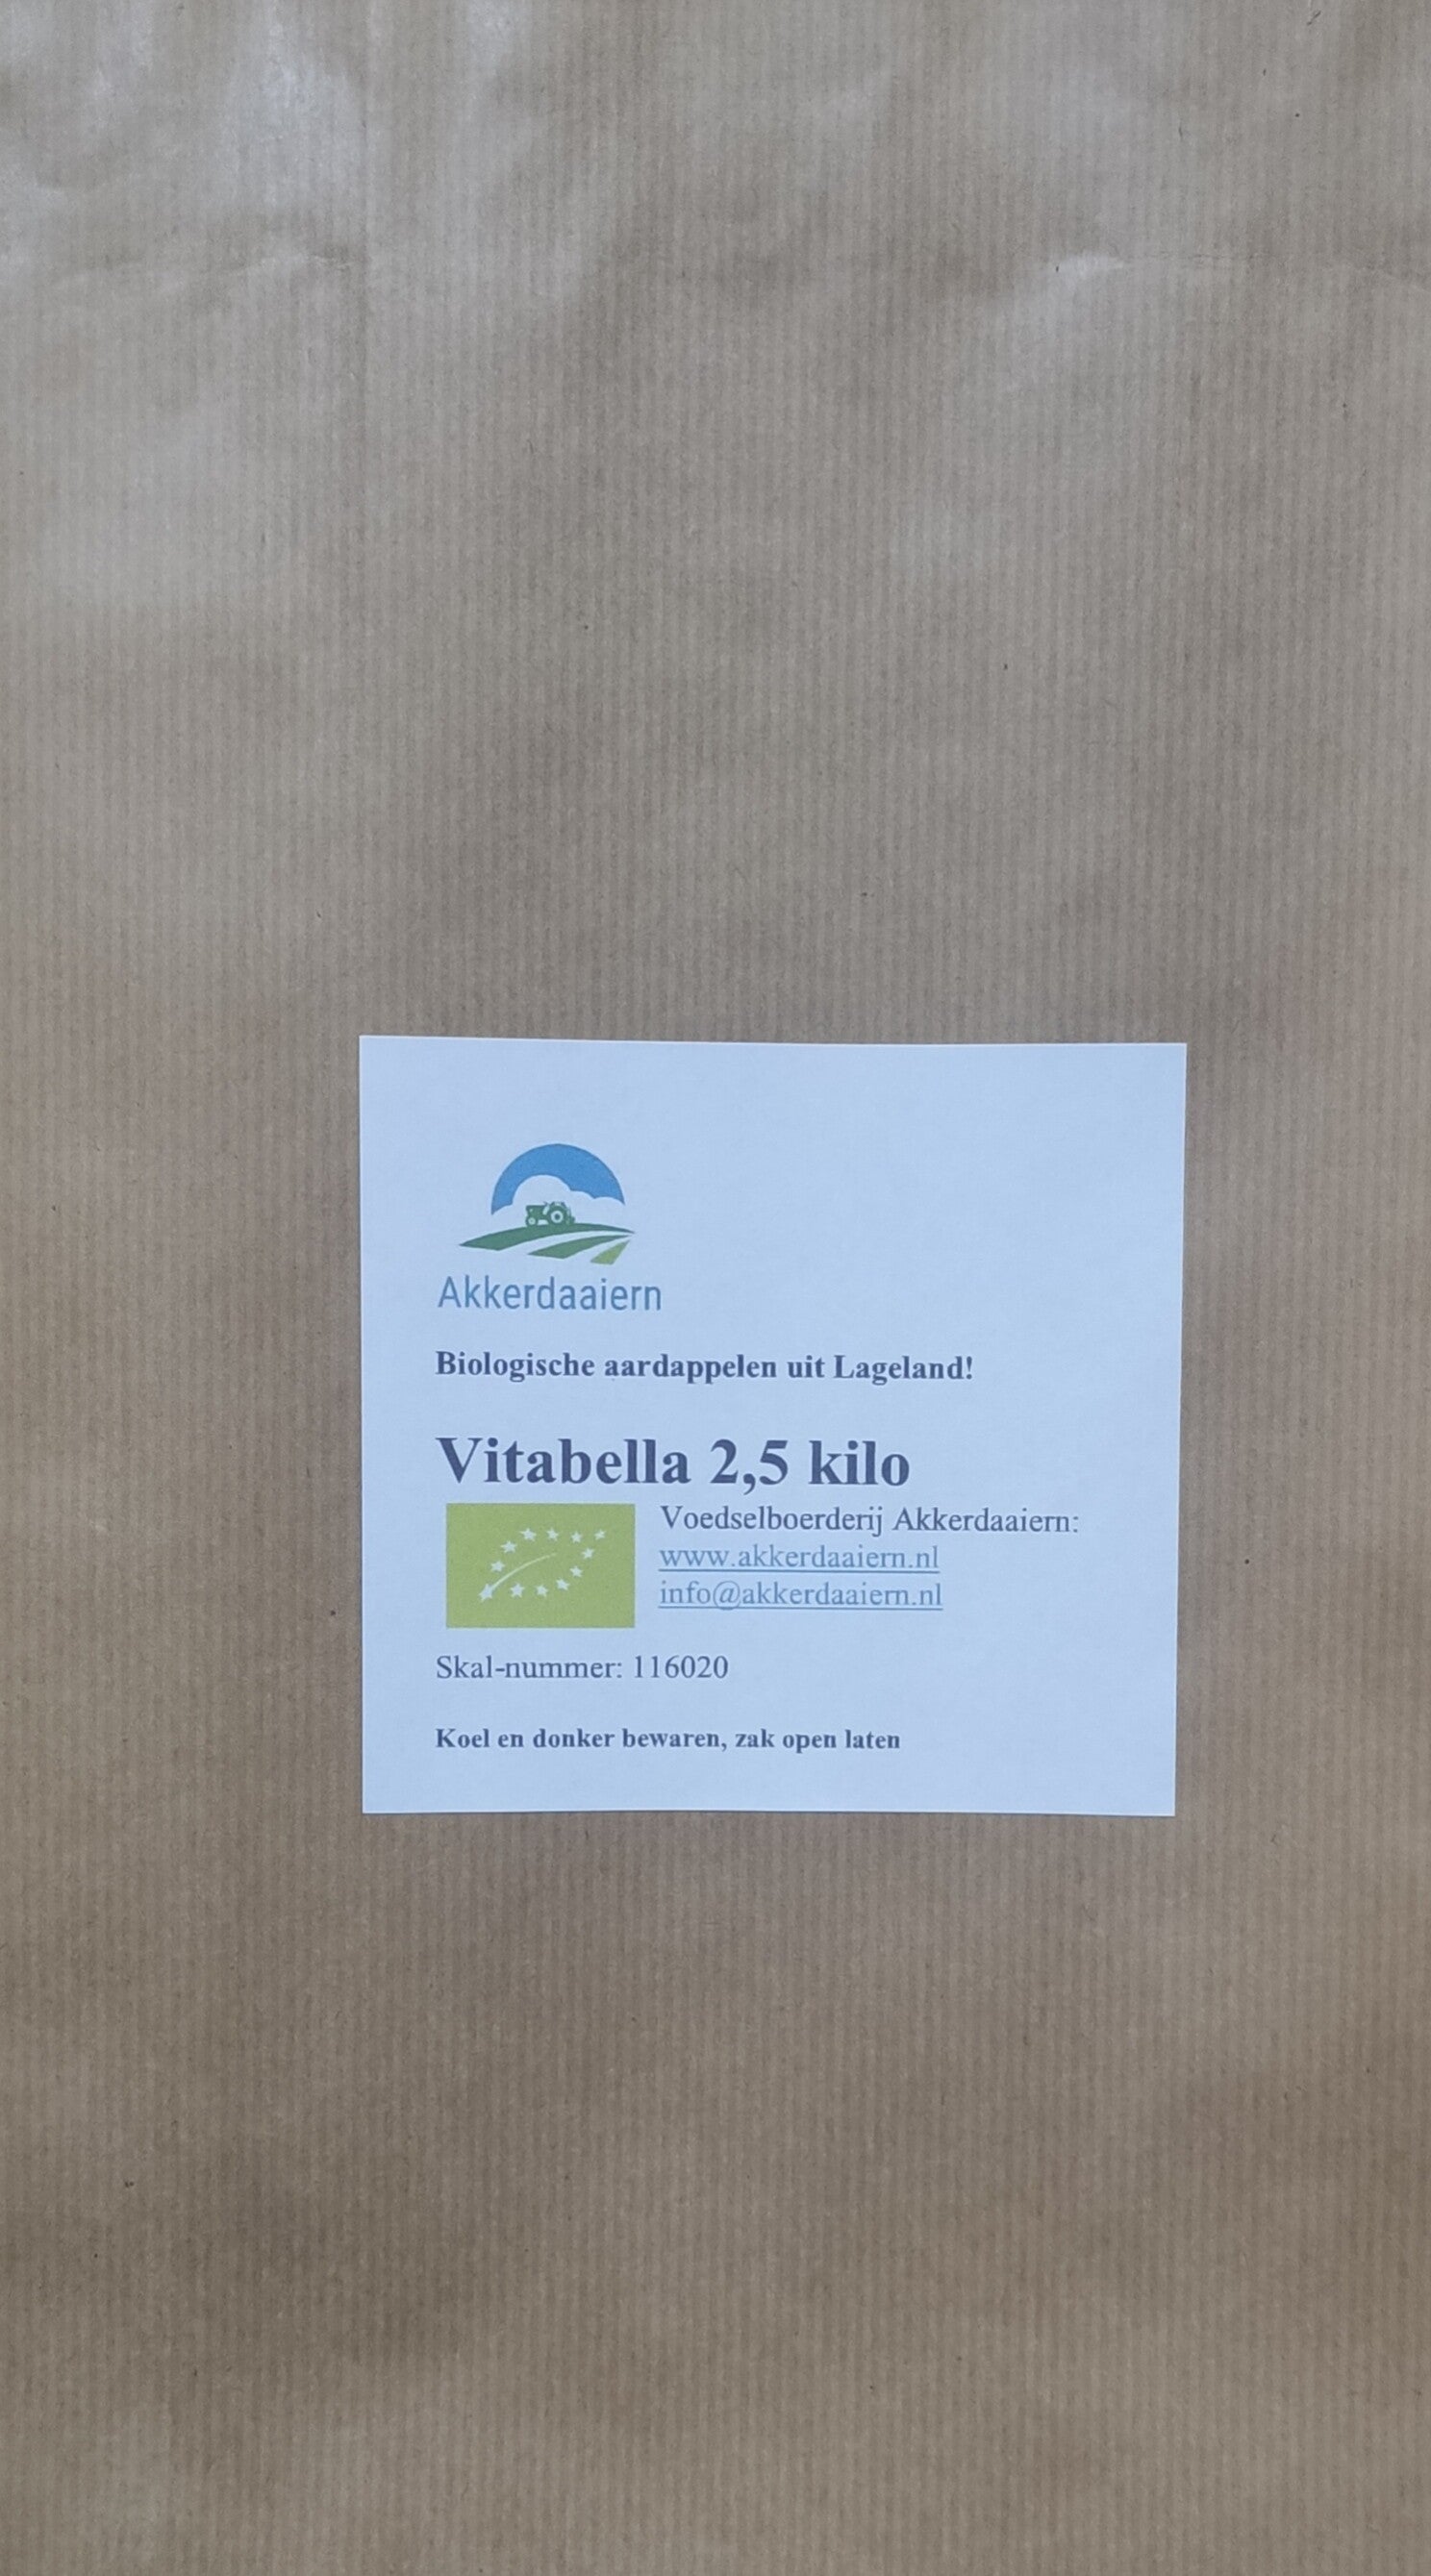 Akkerdaaiern
Biologische aardappelen uit Lageland!
Vitabella 2,5 kilo
Voedselboerderij Akkerdaaiern:
www.akkerdaaiern.nl
info@akkerdaaiern.nl
Skal-nummer: 116020
Koel en donker bewaren, zak open laten